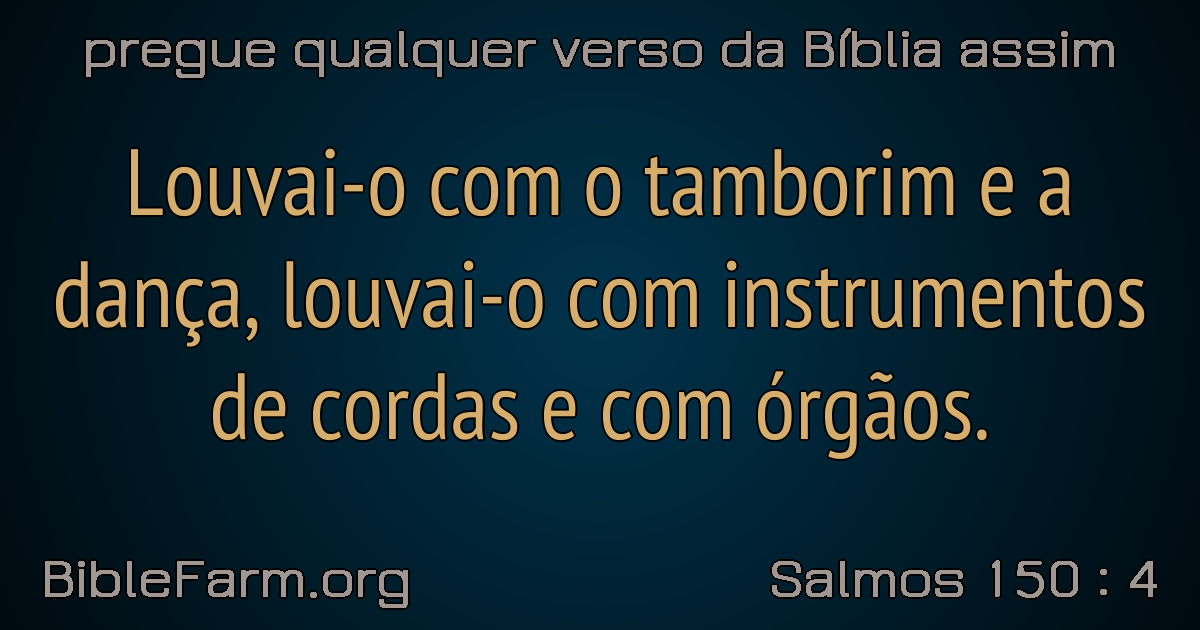 pregue qualquer verso da Bíblia assim
Louvai-o com o tamborim e a
dança, louvai-o com instrumentos
de cordas e com órgãos.
BibleFarm.org
Salmos 150 : 4